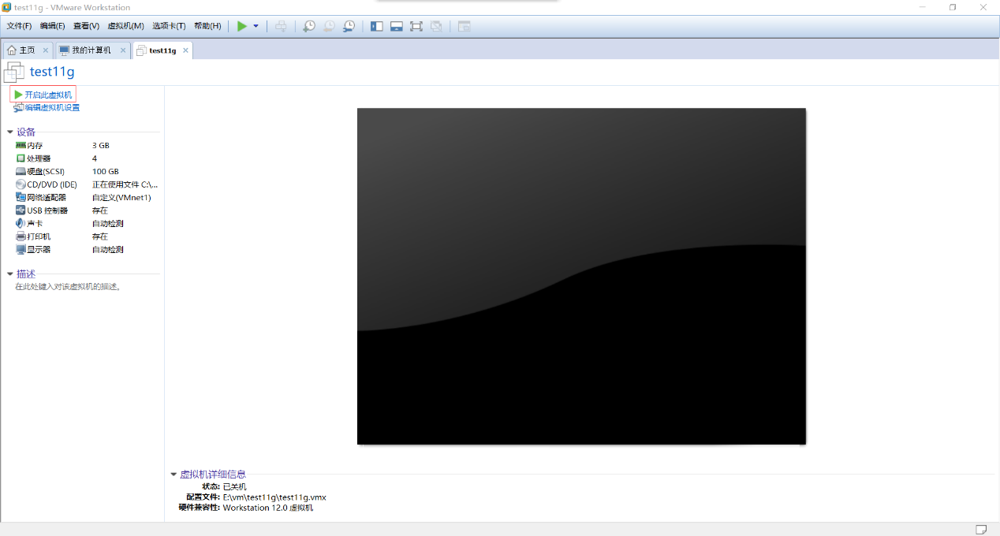 test11g - VMware Workstation
文件(F) 编辑(E) 查看(V) 虚拟机(M) 选项卡(T) 帮助(H)
主页 我的计算机 test11g
test11g
开启此虚拟机
编辑虚拟机设置
设备
内存 3 GB
处理器 4
硬盘(SCSI) 100 GB
CD/DVD (IDE) 正在使用文件 C:\...
网络适配器 自定义(VMnet1)
USB 控制器 存在
声卡 自动检测
打印机 存在
显示器 自动检测
描述
在此处键入对该虚拟机的描述。
虚拟机详细信息
状态: 已关机
配置文件: E:\vm\test11g\test11g.vmx
硬件兼容性: Workstation 12.0 虚拟机